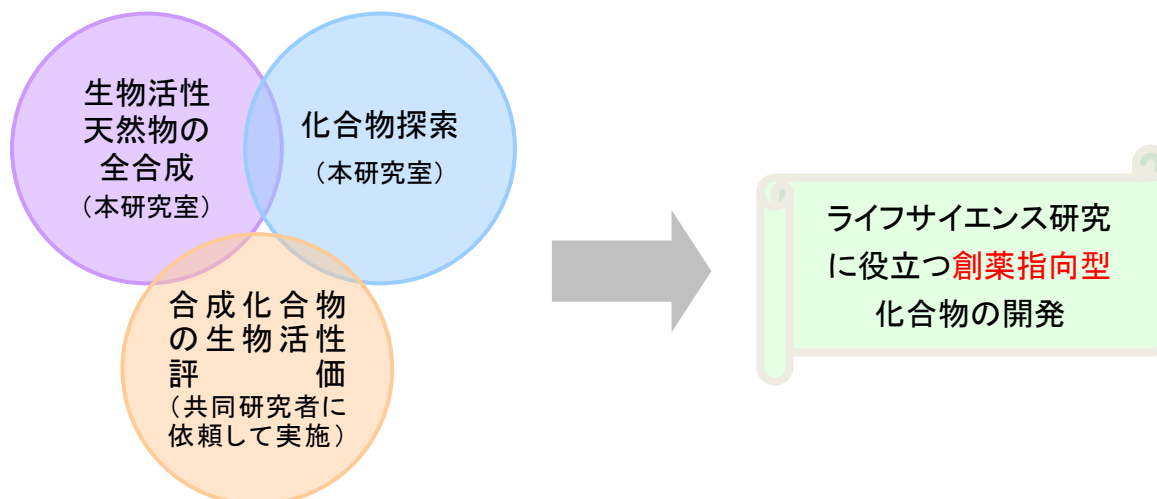 生物活性
天然物の
全合成
（本研究室）
化合物探索
（本研究室）
合成化合物
の生物活性
評価
（共同研究者に
依頼して実施）
ライフサイエンス研究
に役立つ創薬指向型
化合物の開発